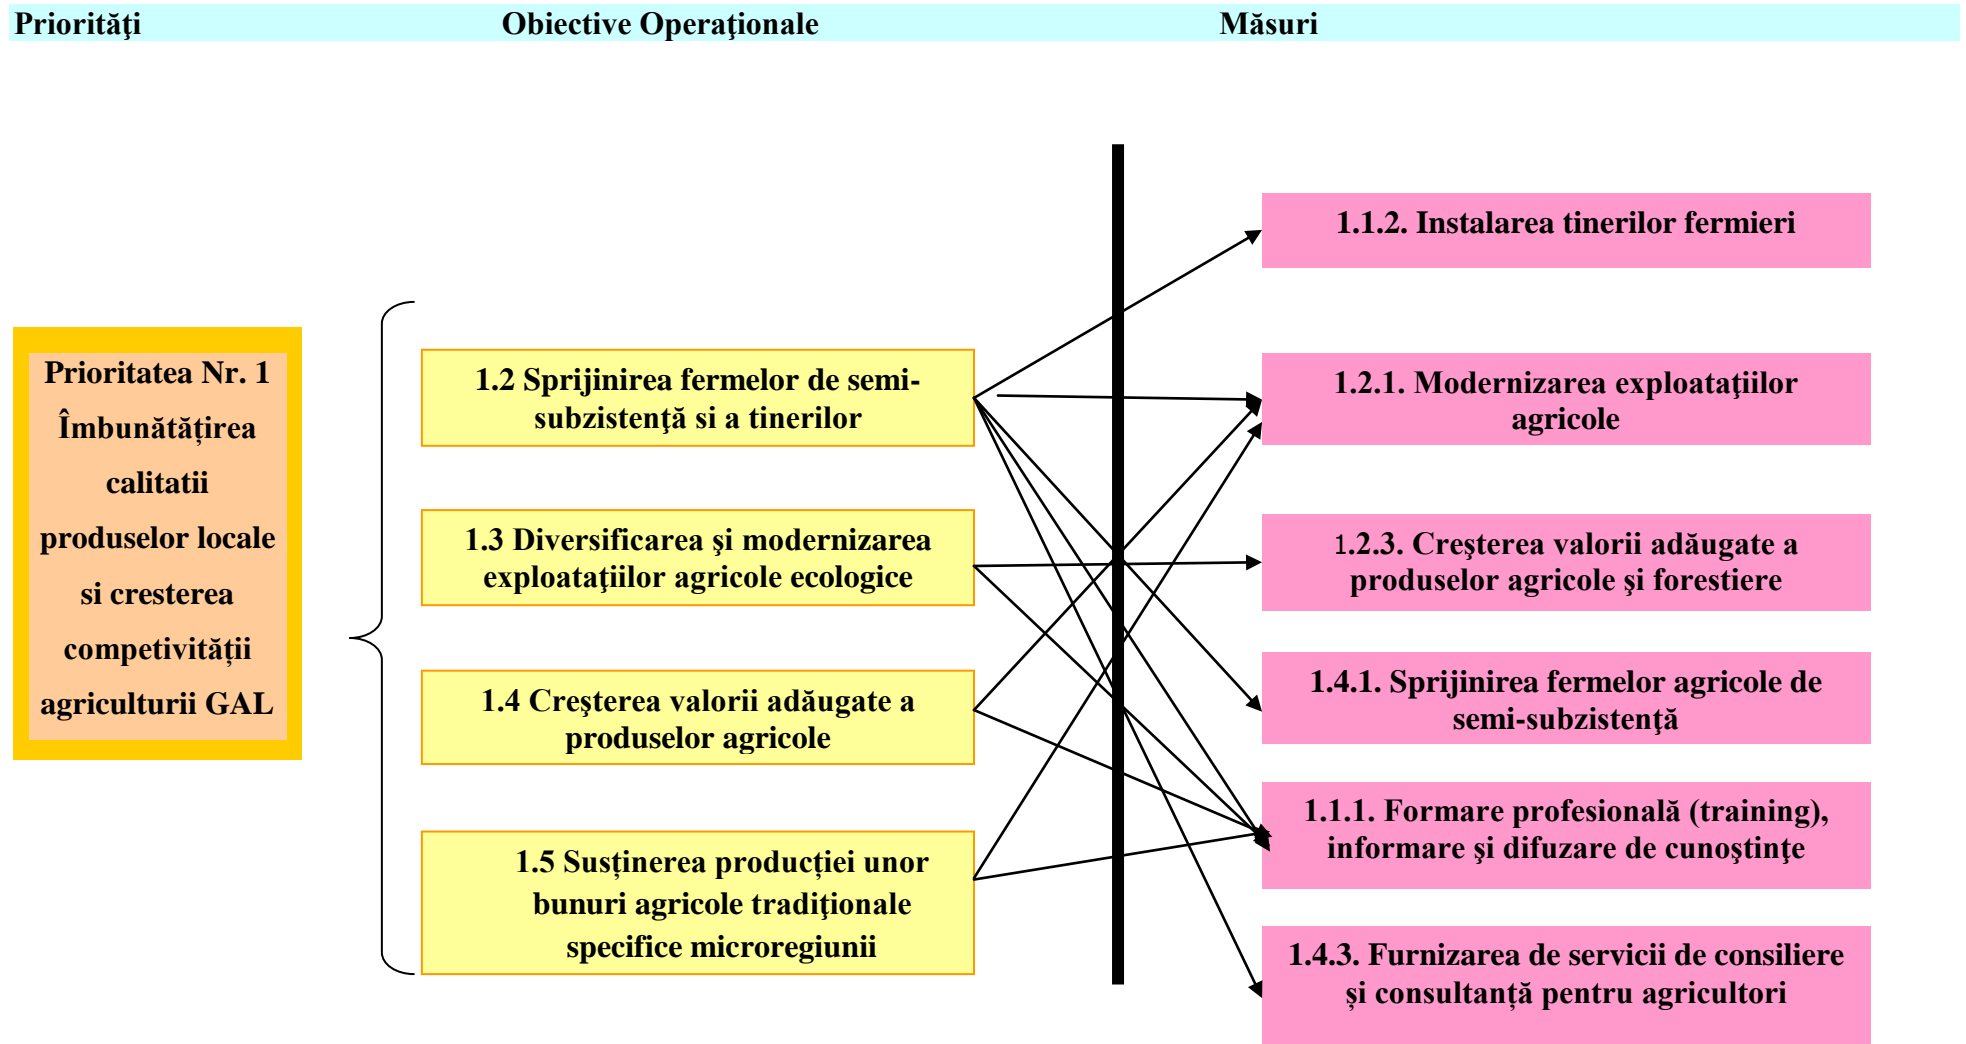 Priorităţi Obiective Operaţionale Măsuri
Prioritatea Nr. 1
Îmbunătățirea
calitatii
produselor locale
si cresterea
competivității
agriculturii GAL
1.2 Sprijinirea fermelor de semi-
subzistenţă si a tinerilor
1.3 Diversificarea şi modernizarea
exploataţiilor agricole ecologice
1.4 Creşterea valorii adăugate a
produselor agricole
1.5 Susținerea producției unor
bunuri agricole tradiţionale
specifice microregiunii
1.1.2. Instalarea tinerilor fermieri
1.2.1. Modernizarea exploataţiilor
agricole
1.2.3. Creşterea valorii adăugate a
produselor agricole şi forestiere
1.4.1. Sprijinirea fermelor agricole de
semi-subzistenţă
1.1.1. Formare profesională (training),
informare şi difuzare de cunoştinţe
1.4.3. Furnizarea de servicii de consiliere
și consultanță pentru agricultori